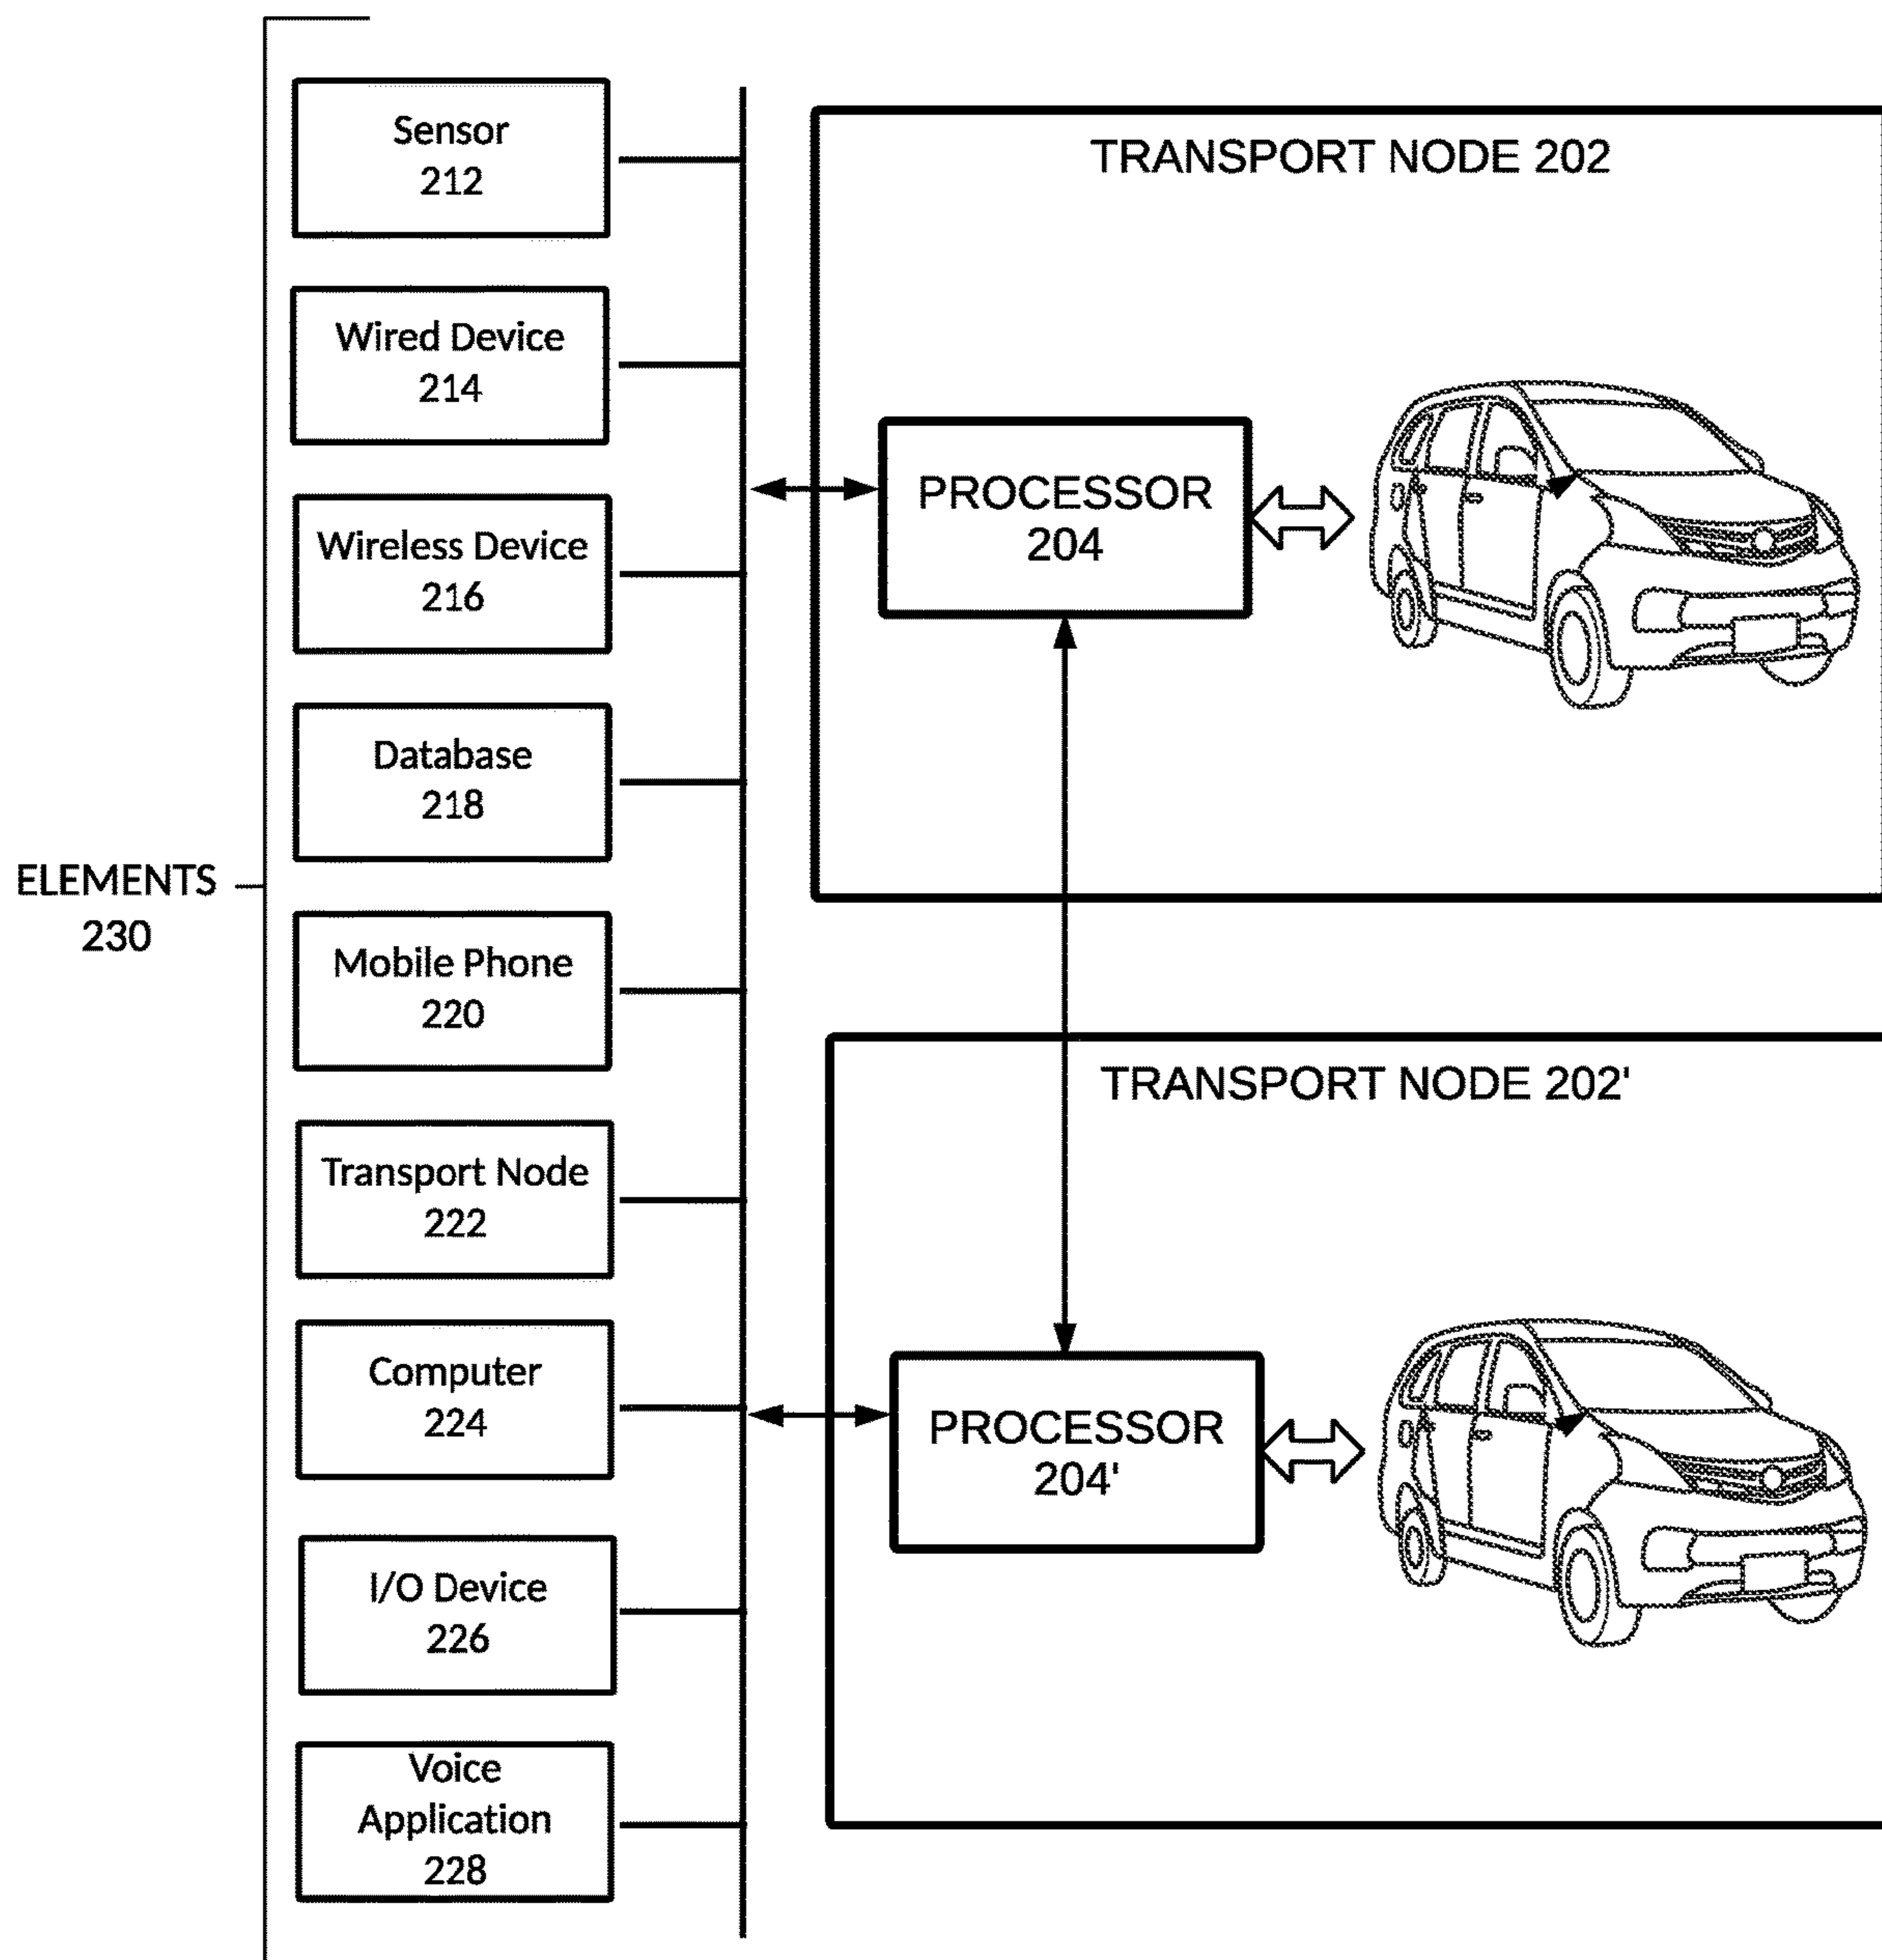 ELEMENTS
230
Sensor
212
Wired Device
214
Wireless Device
216
Database
218
Mobile Phone
220
Transport Node
222
Computer
224
I/O Device
226
Voice
Application
228
TRANSPORT NODE 202
PROCESSOR
204
TRANSPORT NODE 202'
PROCESSOR
204'